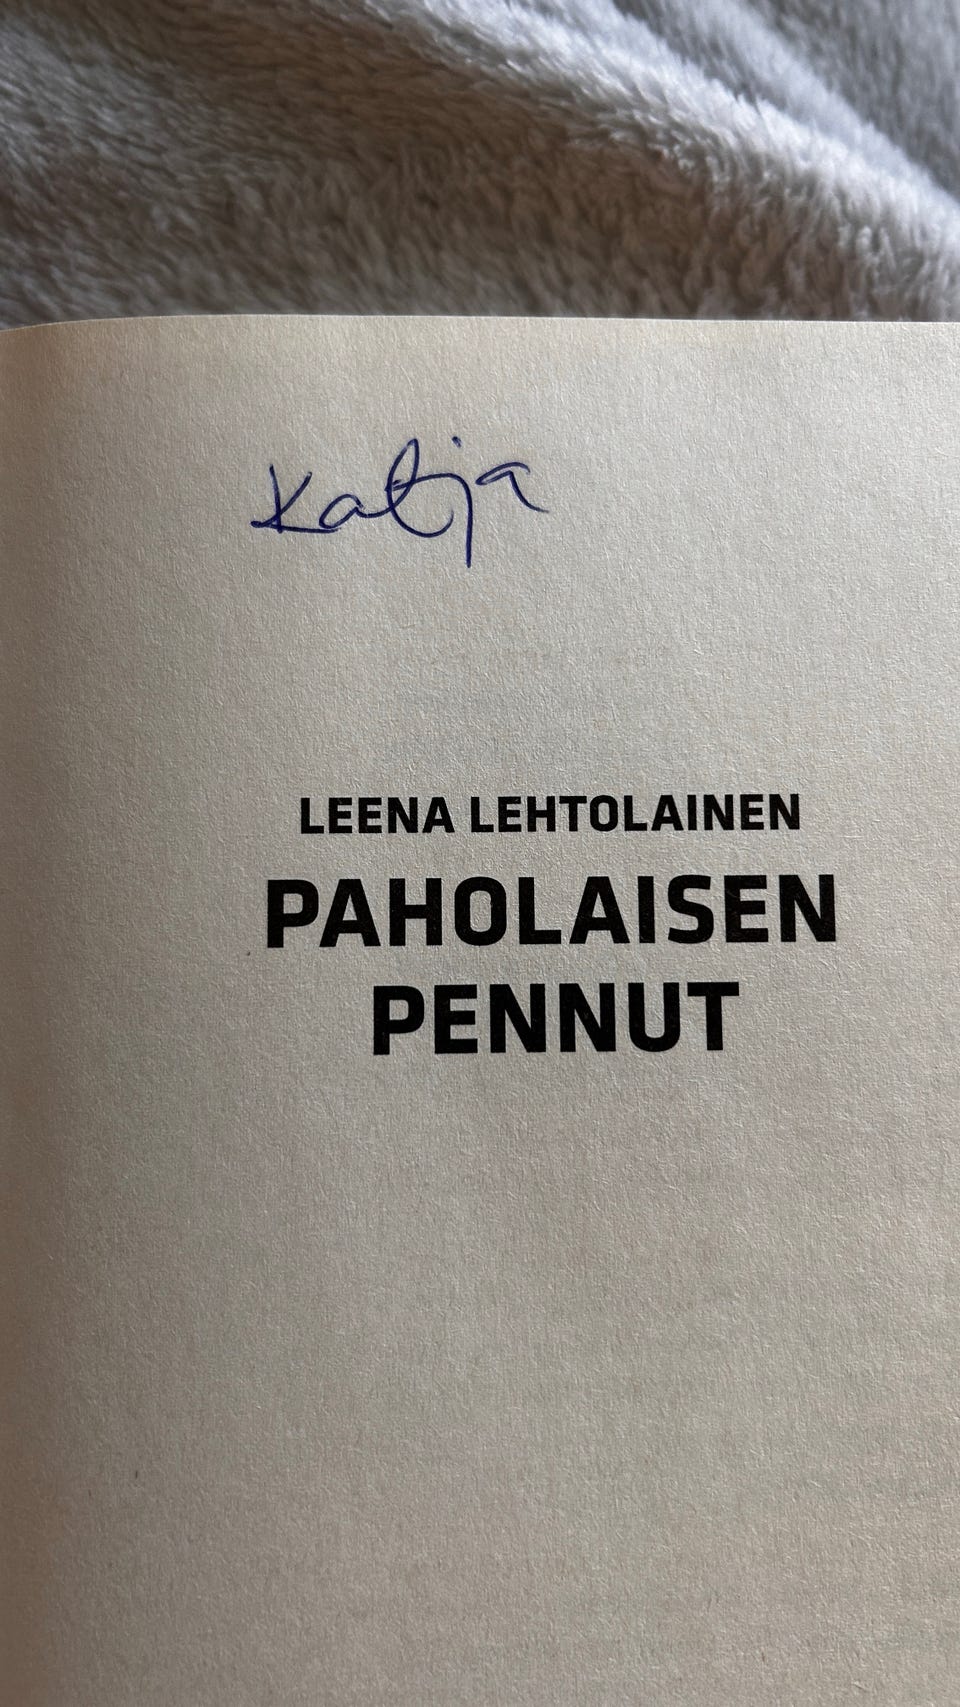 Katja
LEENA LEHTOLAINEN
PAHOLAISEN
PENNUT